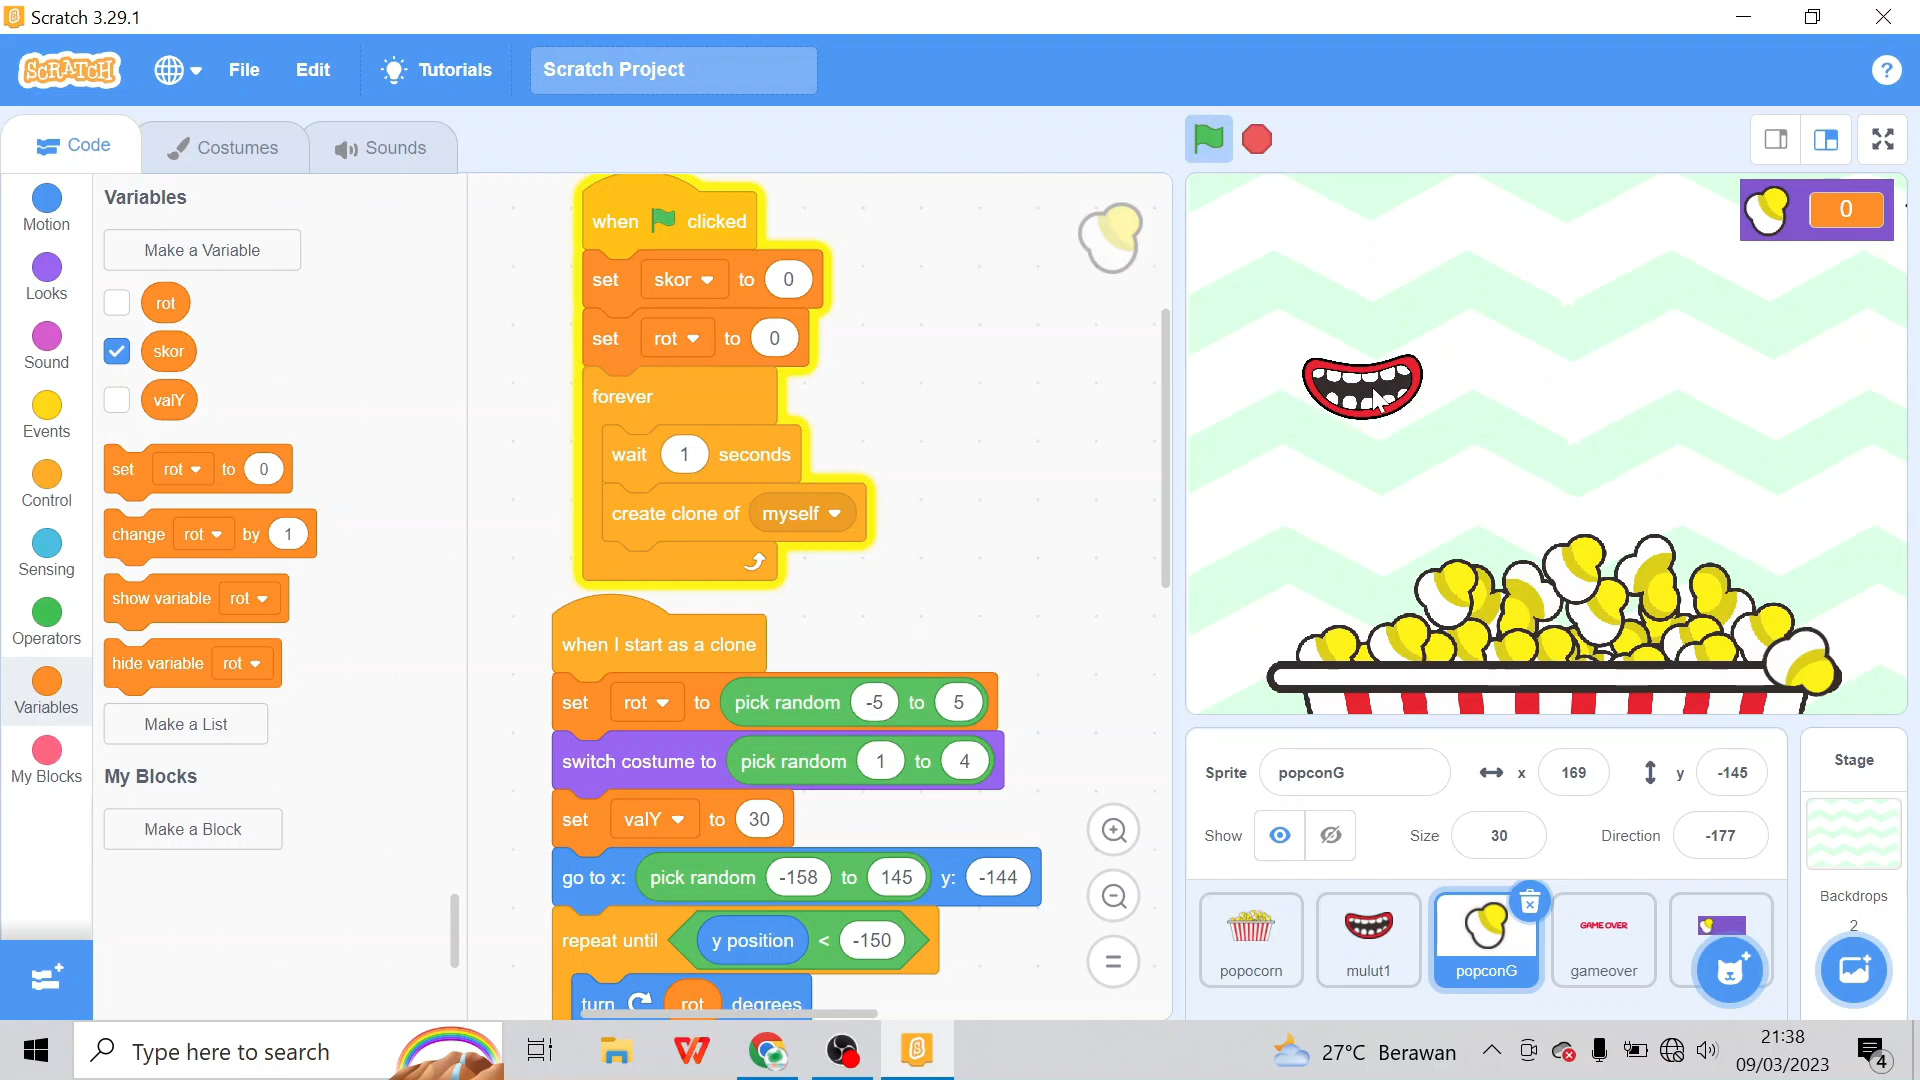 Scratch 3.29.1
SCRATCH File Edit Tutorials Scratch Project ?
Code Costumes Sounds
Motion
Looks
Sound
Events
Control
Sensing
Operators
Variables
My Blocks
Variables
Make a Variable
rot
skor
valY
set rot to 0
change rot by 1
show variable rot
hide variable rot
Make a List
My Blocks
Make a Block
when clicked
set skor to 0
set rot to 0
forever
wait 1 seconds
create clone of myself
when I start as a clone
set rot to pick random -5 to 5
switch costume to pick random 1 to 4
set valY to 30
go to x: pick random -158 to 145 y: -144
repeat until y position < -150
turn rot degrees
0
Sprite popconG x 169 y -145
Show Size 30 Direction -177
popocorn
mulut1
popconG
GAME OVER
gameover
Stage
Backdrops
2
Type here to search
27°C Berawan
21:38
09/03/2023
4